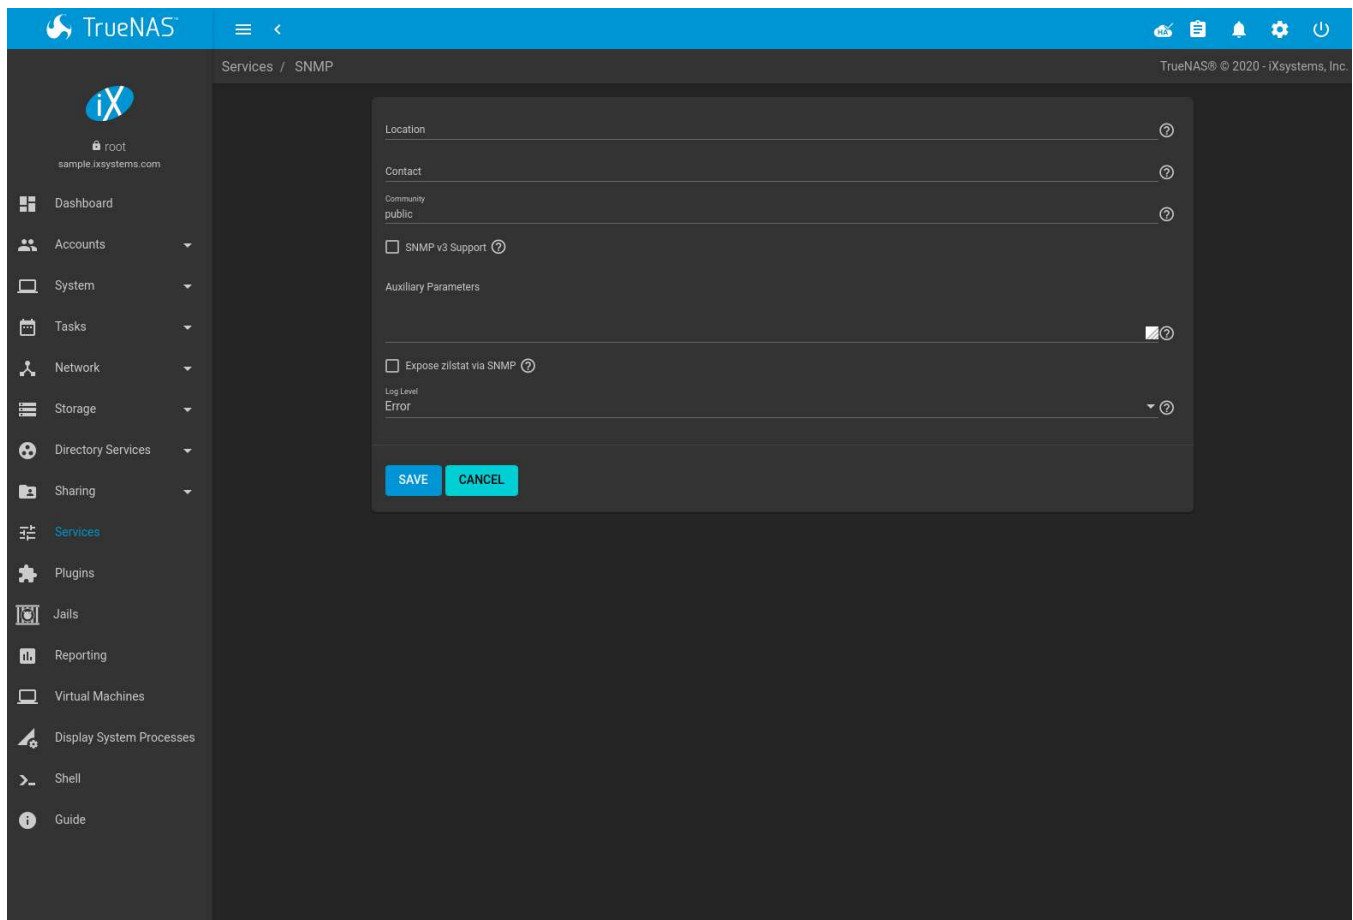 TrueNAS
HA
Services / SNMP
TrueNAS® © 2020 - iXsystems, Inc.
iX
root
sample.ixsystems.com
Dashboard
Accounts
System
Tasks
Network
Storage
Directory Services
Sharing
Services
Plugins
Jails
Reporting
Virtual Machines
Display System Processes
Shell
Guide
Location
Contact
Community
public
SNMP v3 Support
Auxiliary Parameters
Expose zilstat via SNMP
Log Level
Error
SAVE
CANCEL